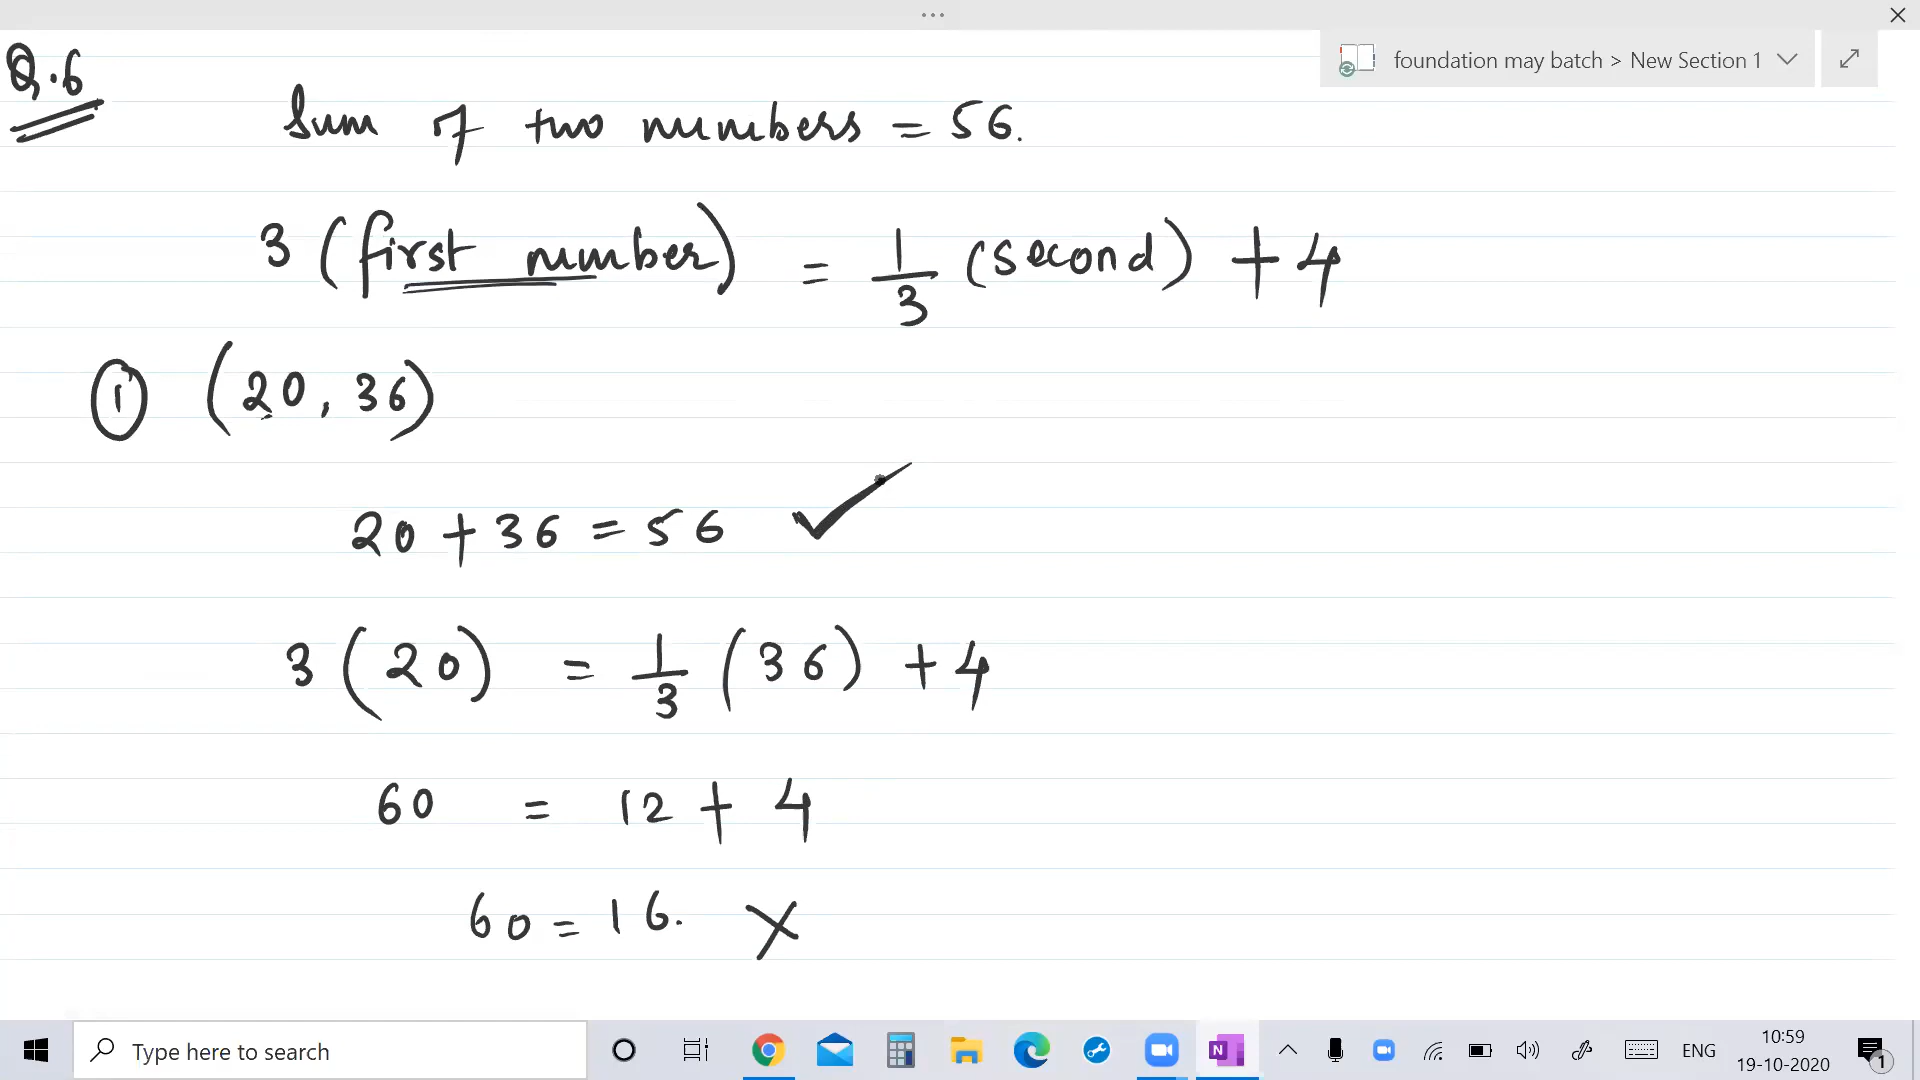 ...
foundation may batch > New Section 1
Q.6
Sum of two numbers = 56.
3 (first number) = 1/3 (second) + 4
① (20, 36)
20 + 36 = 56 ✓
3 (20) = 1/3 (36) + 4
60 = 12 + 4
60 = 16. X
Type here to search
N
ENG
10:59
19-10-2020
1